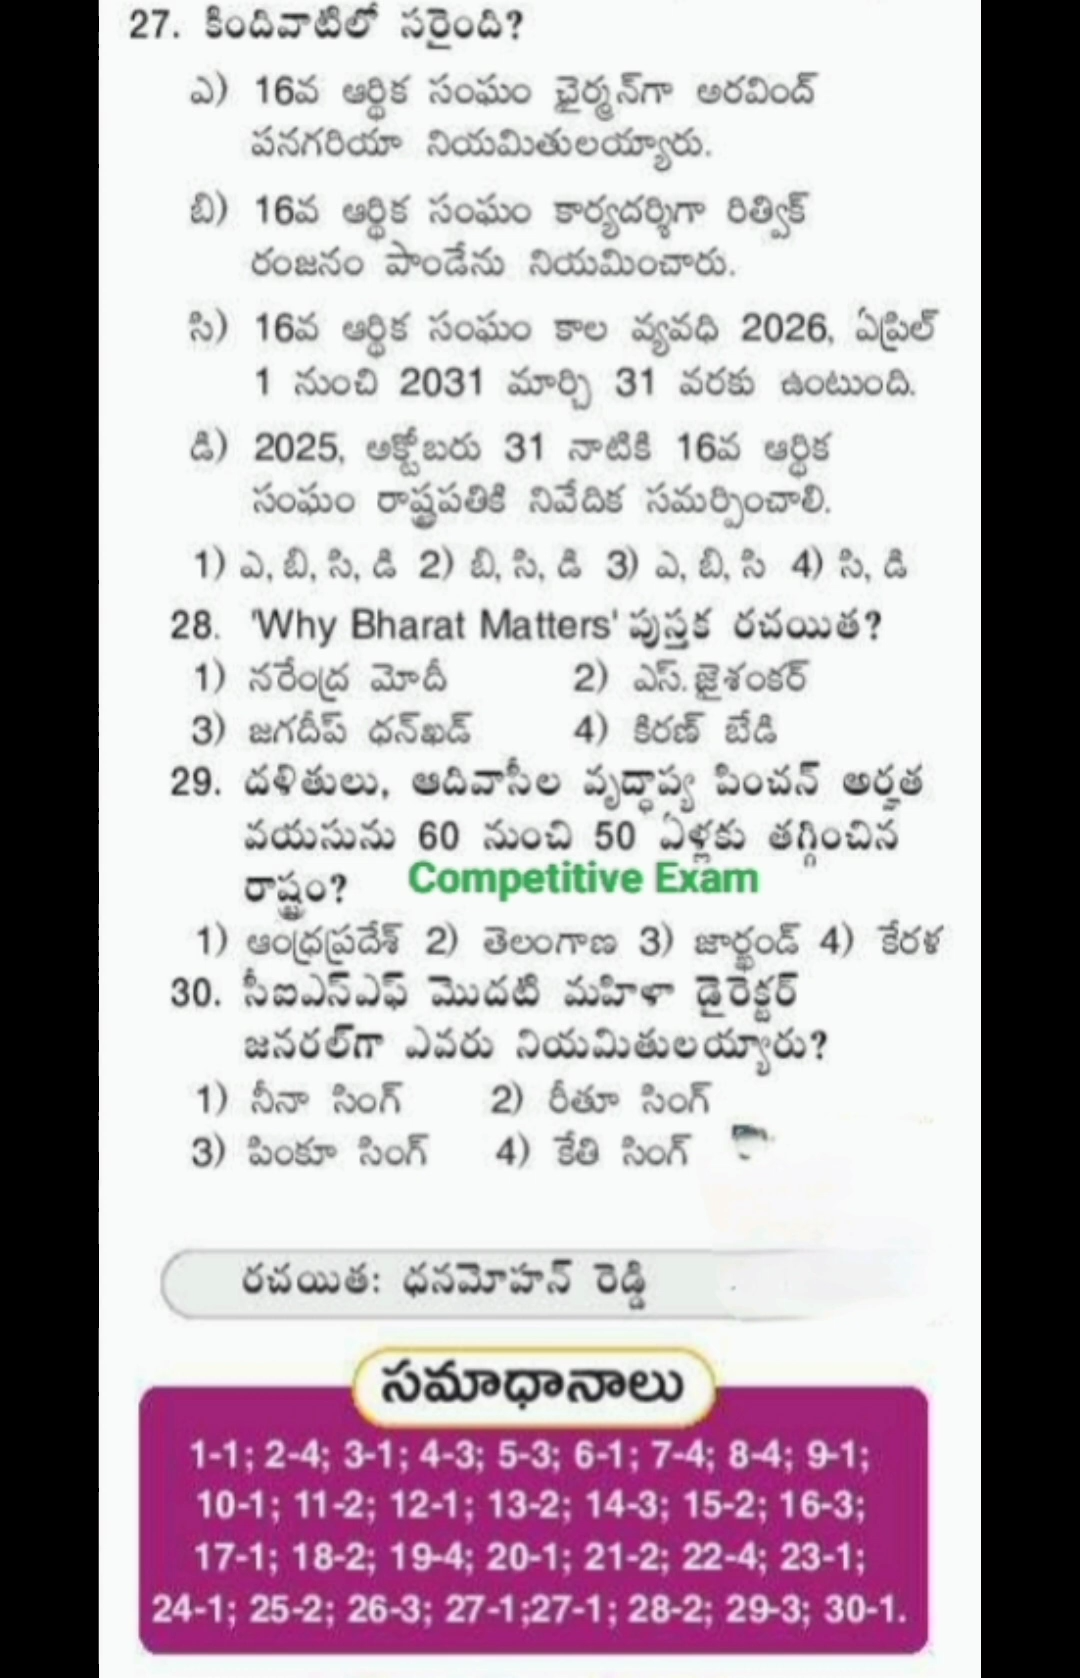 27. కిందివాటిలో సరైంది?
ఎ) 16వ ఆర్థిక సంఘం ఛైర్మన్‌గా అరవింద్
పనగరియా నియమితులయ్యారు.
బి) 16వ ఆర్థిక సంఘం కార్యదర్శిగా రిత్విక్
రంజనం పాండేను నియమించారు.
సి) 16వ ఆర్థిక సంఘం కాల వ్యవధి 2026, ఏప్రిల్
1 నుంచి 2031 మార్చి 31 వరకు ఉంటుంది.
డి) 2025, అక్టోబరు 31 నాటికి 16వ ఆర్థిక
సంఘం రాష్ట్రపతికి నివేదిక సమర్పించాలి.
1) ఎ, బి, సి, డి 2) బి, సి, డి 3) ఎ, బి, సి 4) సి, డి
28. 'Why Bharat Matters' పుస్తక రచయిత?
1) నరేంద్ర మోదీ 2) ఎస్.జైశంకర్
3) జగదీప్ ధన్‌ఖడ్ 4) కిరణ్ బేడి
29. దళితులు, ఆదివాసీల వృద్ధాప్య పింఛన్ అర్హత
వయసును 60 నుంచి 50 ఏళ్లకు తగ్గించిన
రాష్ట్రం? Competitive Exam
1) ఆంధ్రప్రదేశ్ 2) తెలంగాణ 3) జార్ఖండ్ 4) కేరళ
30. సీఐఎస్ఎఫ్ మొదటి మహిళా డైరెక్టర్
జనరల్‌గా ఎవరు నియమితులయ్యారు?
1) నీనా సింగ్ 2) రీతూ సింగ్
3) పింకూ సింగ్ 4) కేతి సింగ్
రచయిత: ధనమోహన్ రెడ్డి
సమాధానాలు
1-1; 2-4; 3-1; 4-3; 5-3; 6-1; 7-4; 8-4; 9-1;
10-1; 11-2; 12-1; 13-2; 14-3; 15-2; 16-3;
17-1; 18-2; 19-4; 20-1; 21-2; 22-4; 23-1;
24-1; 25-2; 26-3; 27-1;27-1; 28-2; 29-3; 30-1.